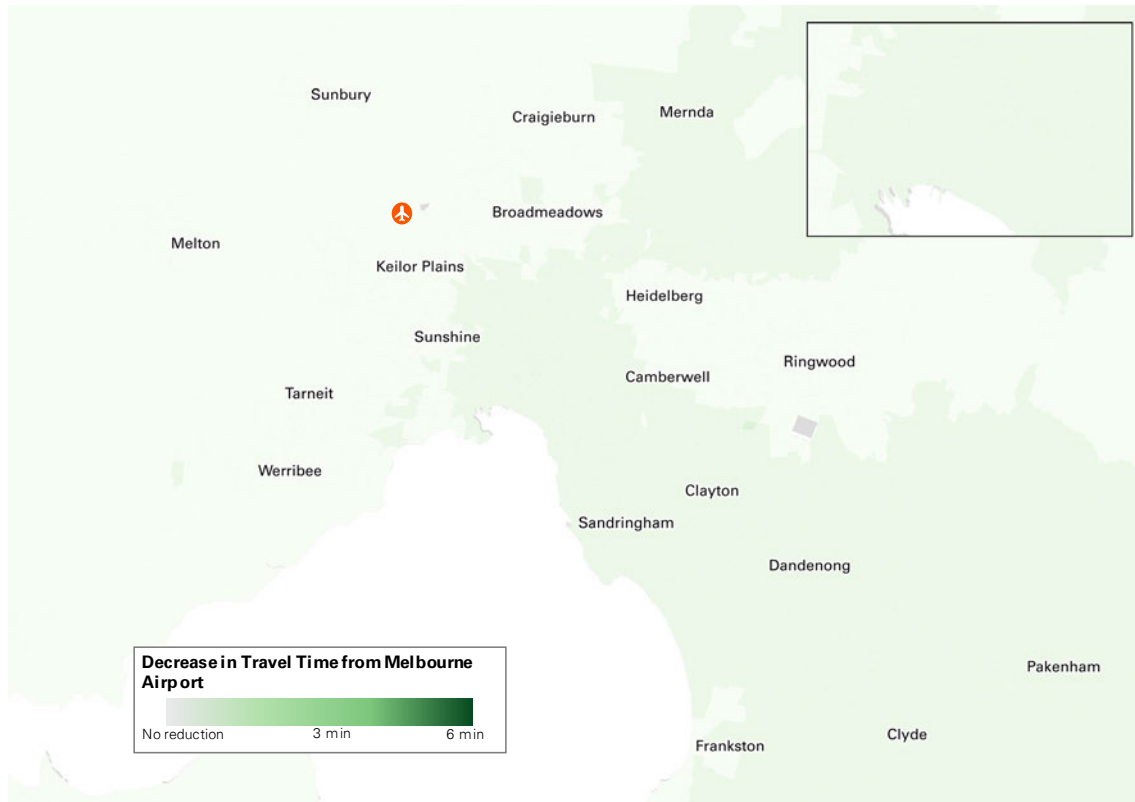 Sunbury
Craigieburn
Mernda
Broadmeadows
Melton
Keilor Plains
Heidelberg
Sunshine
Ringwood
Camberwell
Tarneit
Werribee
Clayton
Sandringham
Dandenong
Decrease in Travel Time from Melbourne
Airport
No reduction 3 min 6 min
Pakenham
Clyde
Frankston